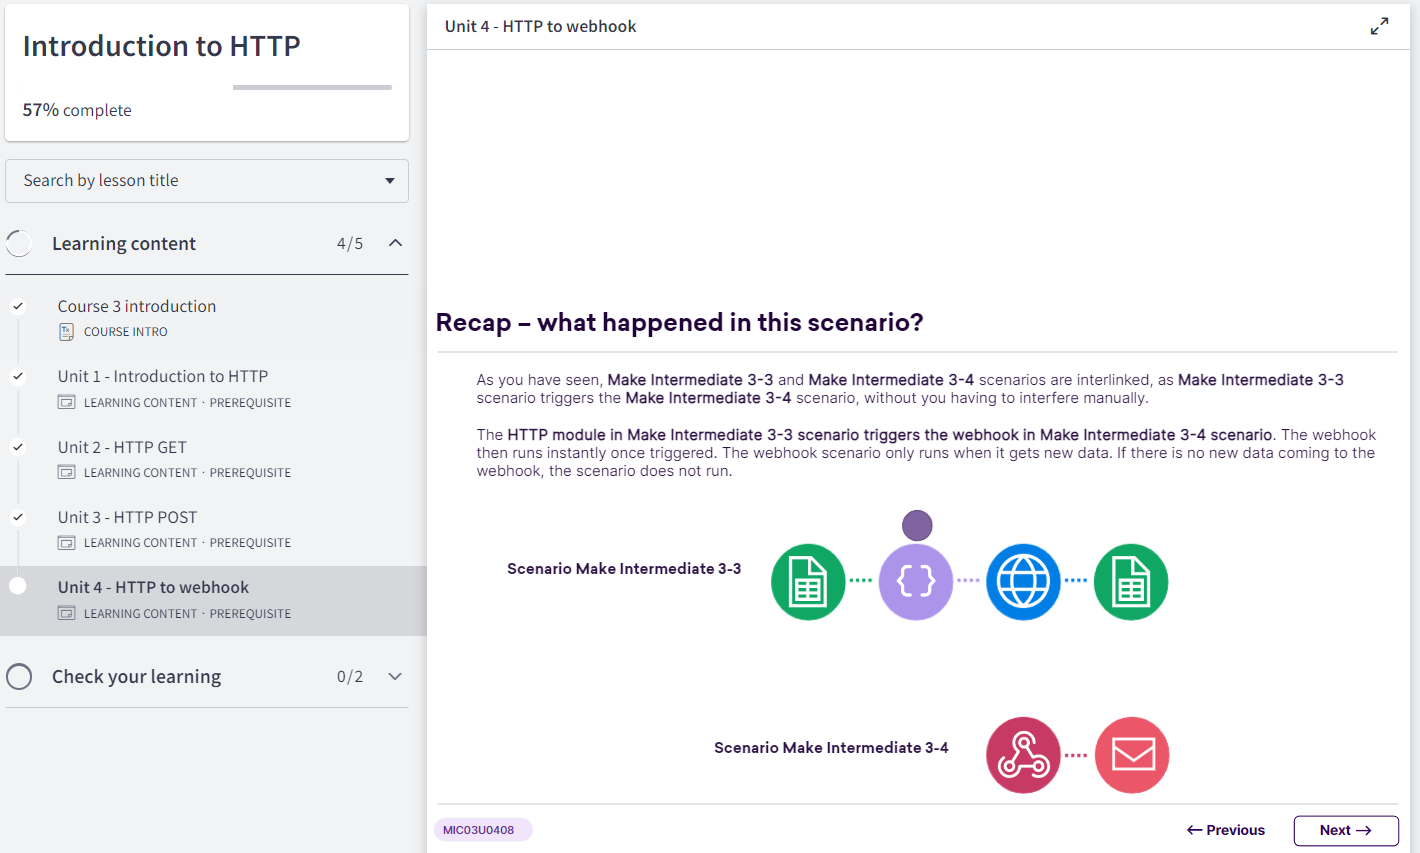 Introduction to HTTP
57% complete
Search by lesson title
Learning content 4/5
Course 3 introduction
COURSE INTRO
Unit 1 - Introduction to HTTP
LEARNING CONTENT · PREREQUISITE
Unit 2 - HTTP GET
LEARNING CONTENT · PREREQUISITE
Unit 3 - HTTP POST
LEARNING CONTENT · PREREQUISITE
Unit 4 - HTTP to webhook
LEARNING CONTENT · PREREQUISITE
Check your learning 0/2
Unit 4 - HTTP to webhook
Recap – what happened in this scenario?
As you have seen, Make Intermediate 3-3 and Make Intermediate 3-4 scenarios are interlinked, as Make Intermediate 3-3
scenario triggers the Make Intermediate 3-4 scenario, without you having to interfere manually.
The HTTP module in Make Intermediate 3-3 scenario triggers the webhook in Make Intermediate 3-4 scenario. The webhook
then runs instantly once triggered. The webhook scenario only runs when it gets new data. If there is no new data coming to the
webhook, the scenario does not run.
Scenario Make Intermediate 3-3
Scenario Make Intermediate 3-4
MIC03U0408
← Previous
Next →